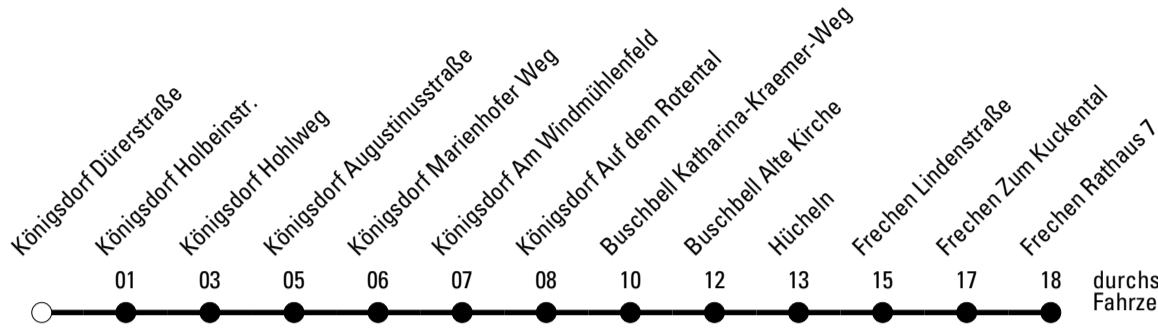 Königsdorf Dürerstraße
Königsdorf Holbeinstr.
Königsdorf Hohlweg
Königsdorf Augustinusstraße
Königsdorf Marienhofer Weg
Königsdorf Am Windmühlenfeld
Königsdorf Auf dem Rotental
Buschbell Katharina-Kraemer-Weg
Buschbell Alte Kirche
Hücheln
Frechen Lindenstraße
Frechen Zum Kuckental
Frechen Rathaus 7
01 03 05 06 07 08 10 12 13 15 17 18 durchs
Fahrze